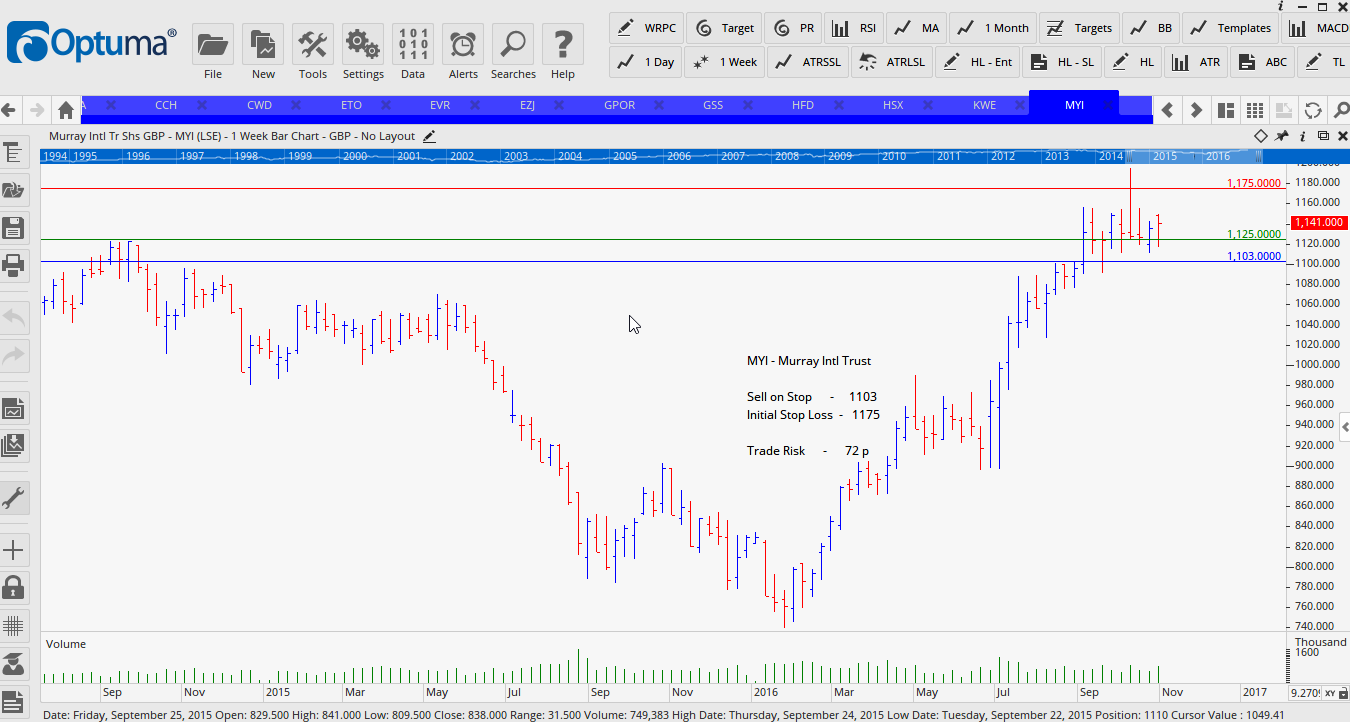 i
Optuma®
File
New
Tools
Settings
101 010 111
Data
Alerts
Searches
?
Help
WRPC
Target
PR
RSI
MA
1 Month
Targets
BB
Templates
MACD
1 Day
1 Week
ATRSSL
ATRLSL
HL - Ent
HL - SL
HL
ATR
ABC
TL
CCH
CWD
ETO
EVR
EZJ
GPOR
GSS
HFD
HSX
KWE
MYI
Murray Intl Tr Shs GBP - MYI (LSE) - 1 Week Bar Chart - GBP - No Layout
i
1994 1995 1996 1997 1998 1999 2000 2001 2002 2003 2004 2005 2006 2007 2008 2009 2010 2011 2012 2013 2014 2015 2016
1200.000
1,175.0000
1180.000
1160.000
1,141.000
1,125.0000
1120.000
1,103.0000
1100.000
1080.000
1060.000
1040.000
1020.000
1000.000
980.000
960.000
940.000
920.000
900.000
880.000
860.000
840.000
820.000
800.000
780.000
760.000
740.000
MYI - Murray Intl Trust
Sell on Stop - 1103
Initial Stop Loss - 1175
Trade Risk - 72 p
Volume
Thousand
1600
Sep Nov 2015 Mar May Jul Sep Nov 2016 Mar May Jul Sep Nov 2017
XY
Date: Friday, September 25, 2015 Open: 829.500 High: 841.000 Low: 809.500 Close: 838.000 Range: 31.500 Volume: 749,383 High Date: Thursday, September 24, 2015 Low Date: Tuesday, September 22, 2015 Position: 1110 Cursor Value : 1049.41